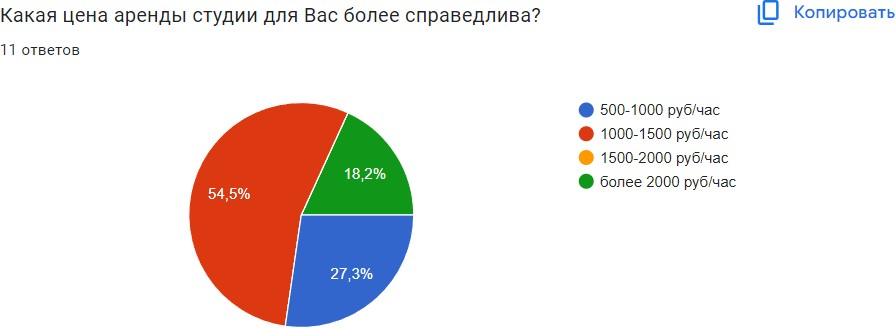 Какая цена аренды студии для Вас более справедлива?
Копировать
11 ответов
500-1000 руб/час
1000-1500 руб/час
1500-2000 руб/час
более 2000 руб/час
18,2%
54,5%
27,3%